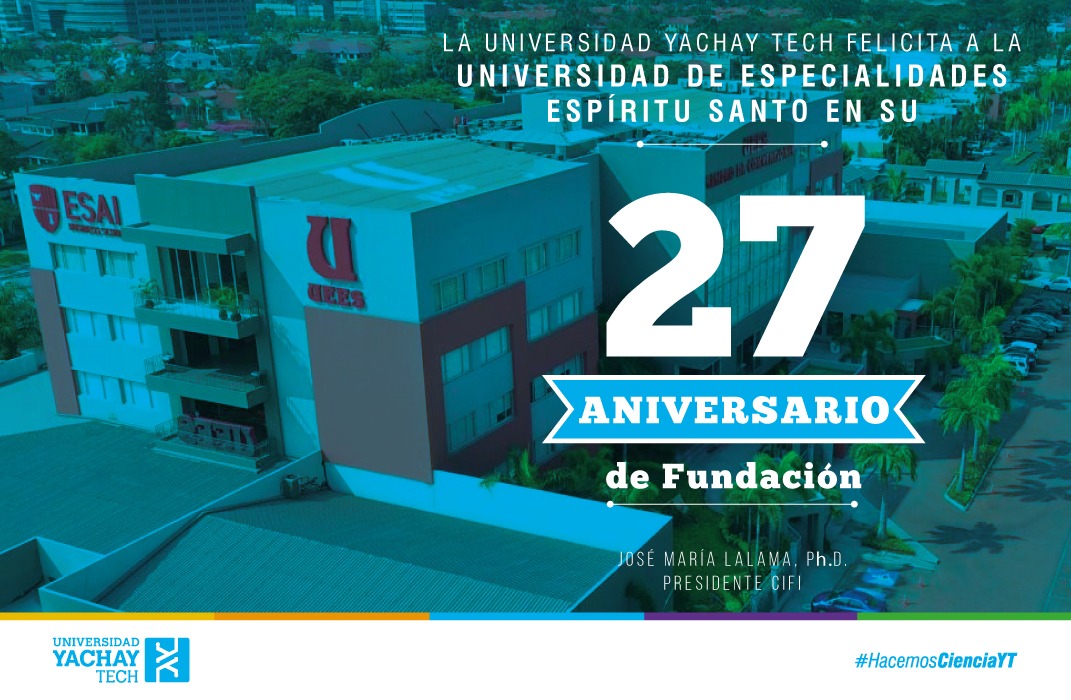 LA UNIVERSIDAD YACHAY TECH FELICITA A LA
UNIVERSIDAD DE ESPECIALIDADES
ESPÍRITU SANTO EN SU
27
ANIVERSARIO
de Fundación
JOSÉ MARÍA LALAMA, Ph.D.
PRESIDENTE CIFI
ESAI
U
UEES
UEES
UNIVERSIDAD
YACHAY
TECH
#HacemosCienciaYT